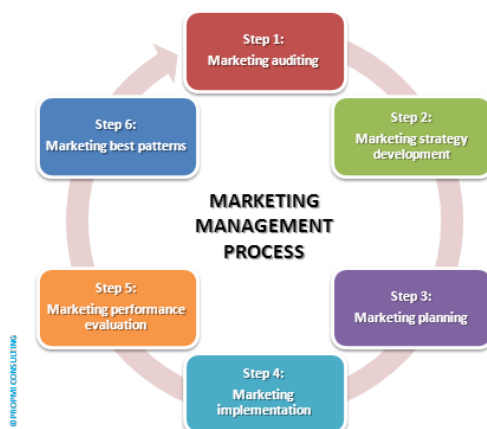 Step 1:
Marketing auditing
Step 2:
Marketing strategy
development
Step 3:
Marketing planning
Step 4:
Marketing
implementation
Step 5:
Marketing performance
evaluation
Step 6:
Marketing best patterns
MARKETING
MANAGEMENT
PROCESS
© PROPMI CONSULTING